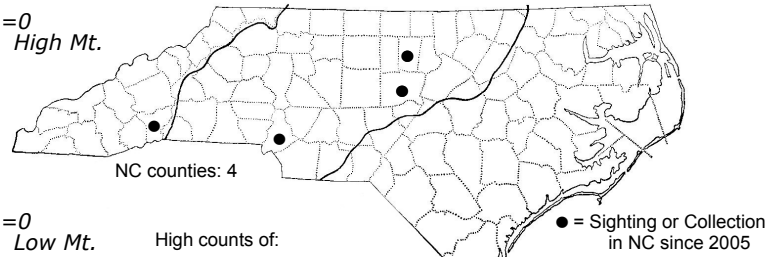 =0
High Mt.
NC counties: 4
=0
Low Mt.
High counts of:
● = Sighting or Collection
in NC since 2005